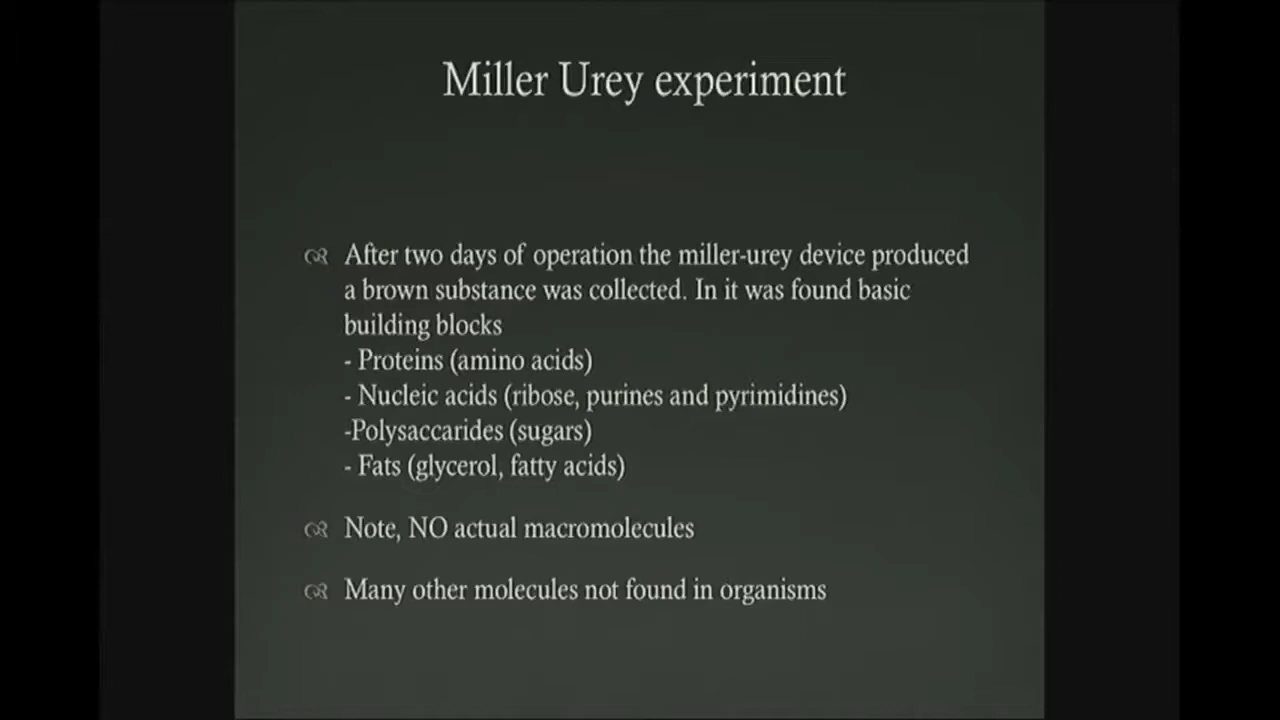 Miller Urey experiment
After two days of operation the miller-urey device produced
a brown substance was collected. In it was found basic
building blocks
- Proteins (amino acids)
- Nucleic acids (ribose, purines and pyrimidines)
-Polysaccarides (sugars)
- Fats (glycerol, fatty acids)
Note, NO actual macromolecules
Many other molecules not found in organisms